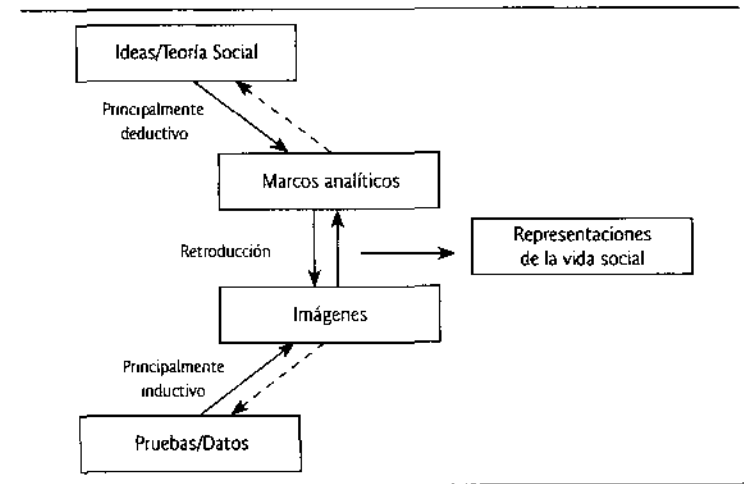 Ideas/Teoría Social
Principalmente
deductivo
Marcos analíticos
Retroducción
Representaciones
de la vida social
Imágenes
Principalmente
inductivo
Pruebas/Datos